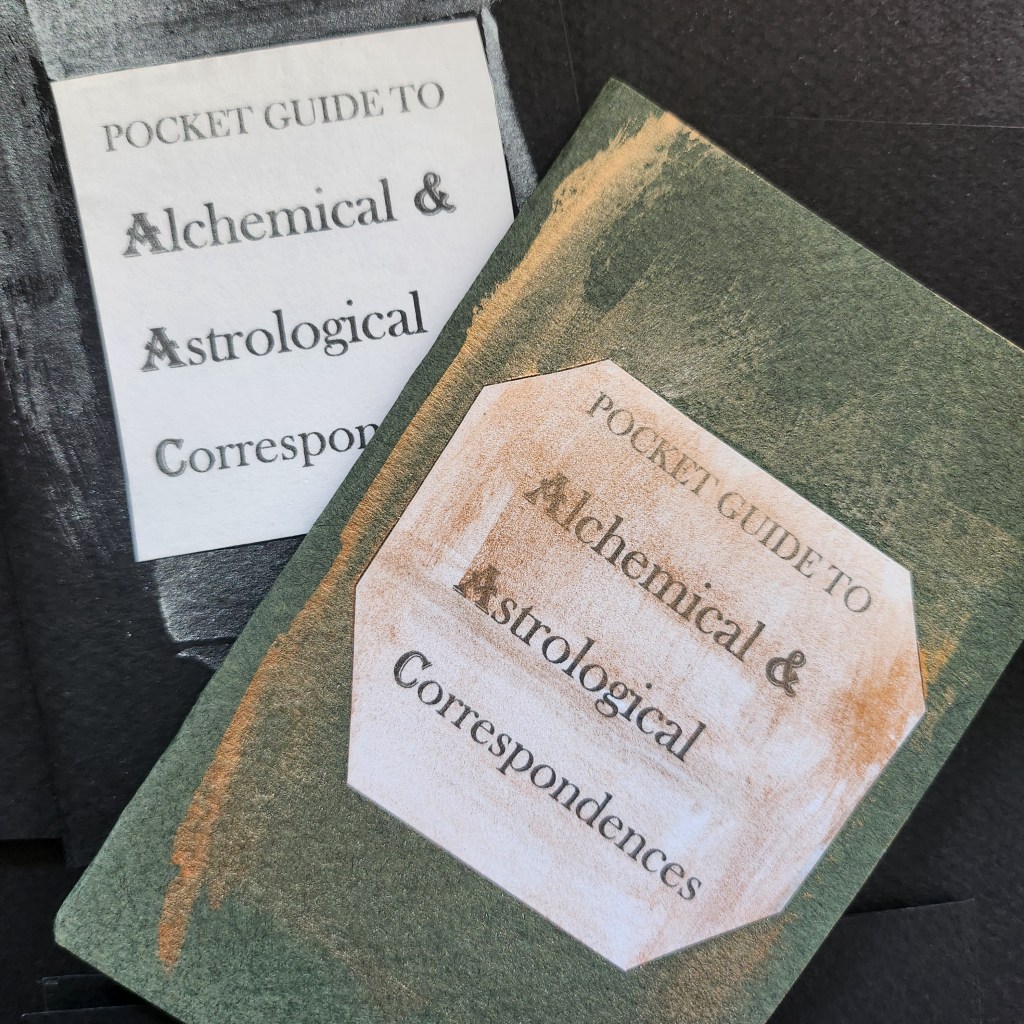 POCKET GUIDE TO
Alchemical &
Astrological
Correspon
POCKET GUIDE TO
Alchemical &
Astrological
Correspondences